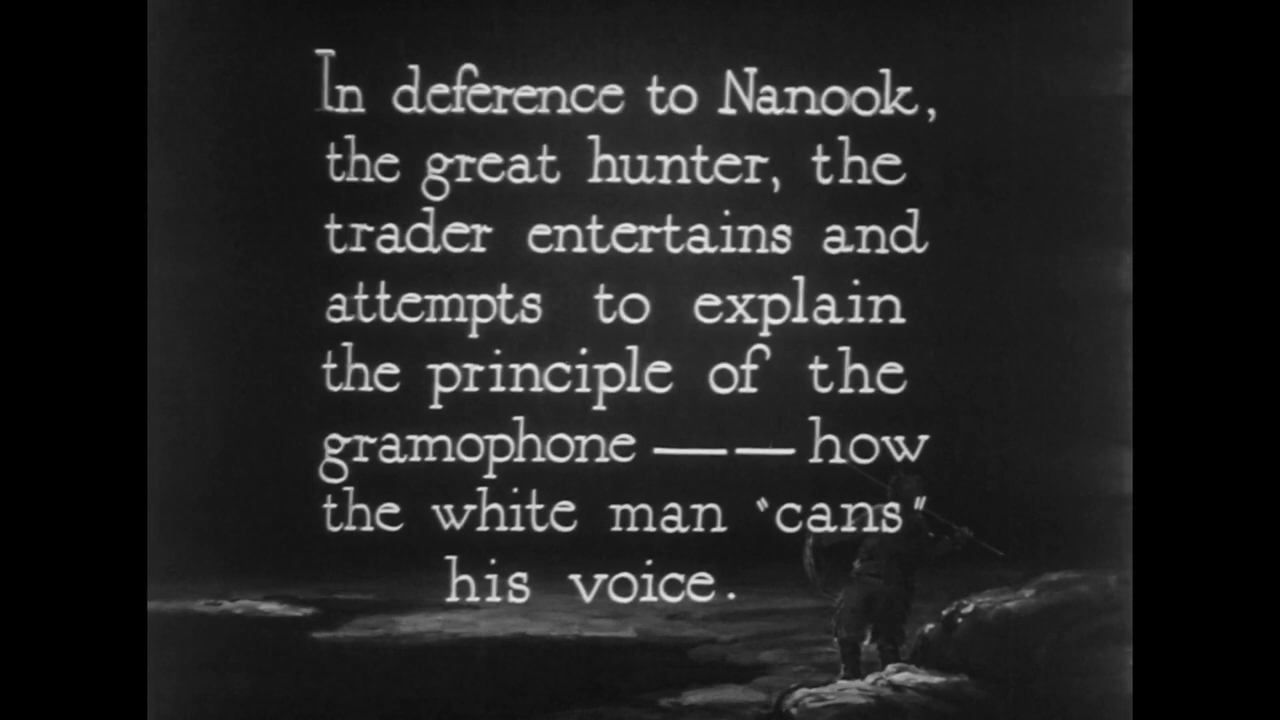 In deference to Nanook,
the great hunter, the
trader entertains and
attempts to explain
the principle of the
gramophone —— how
the white man "cans"
his voice.